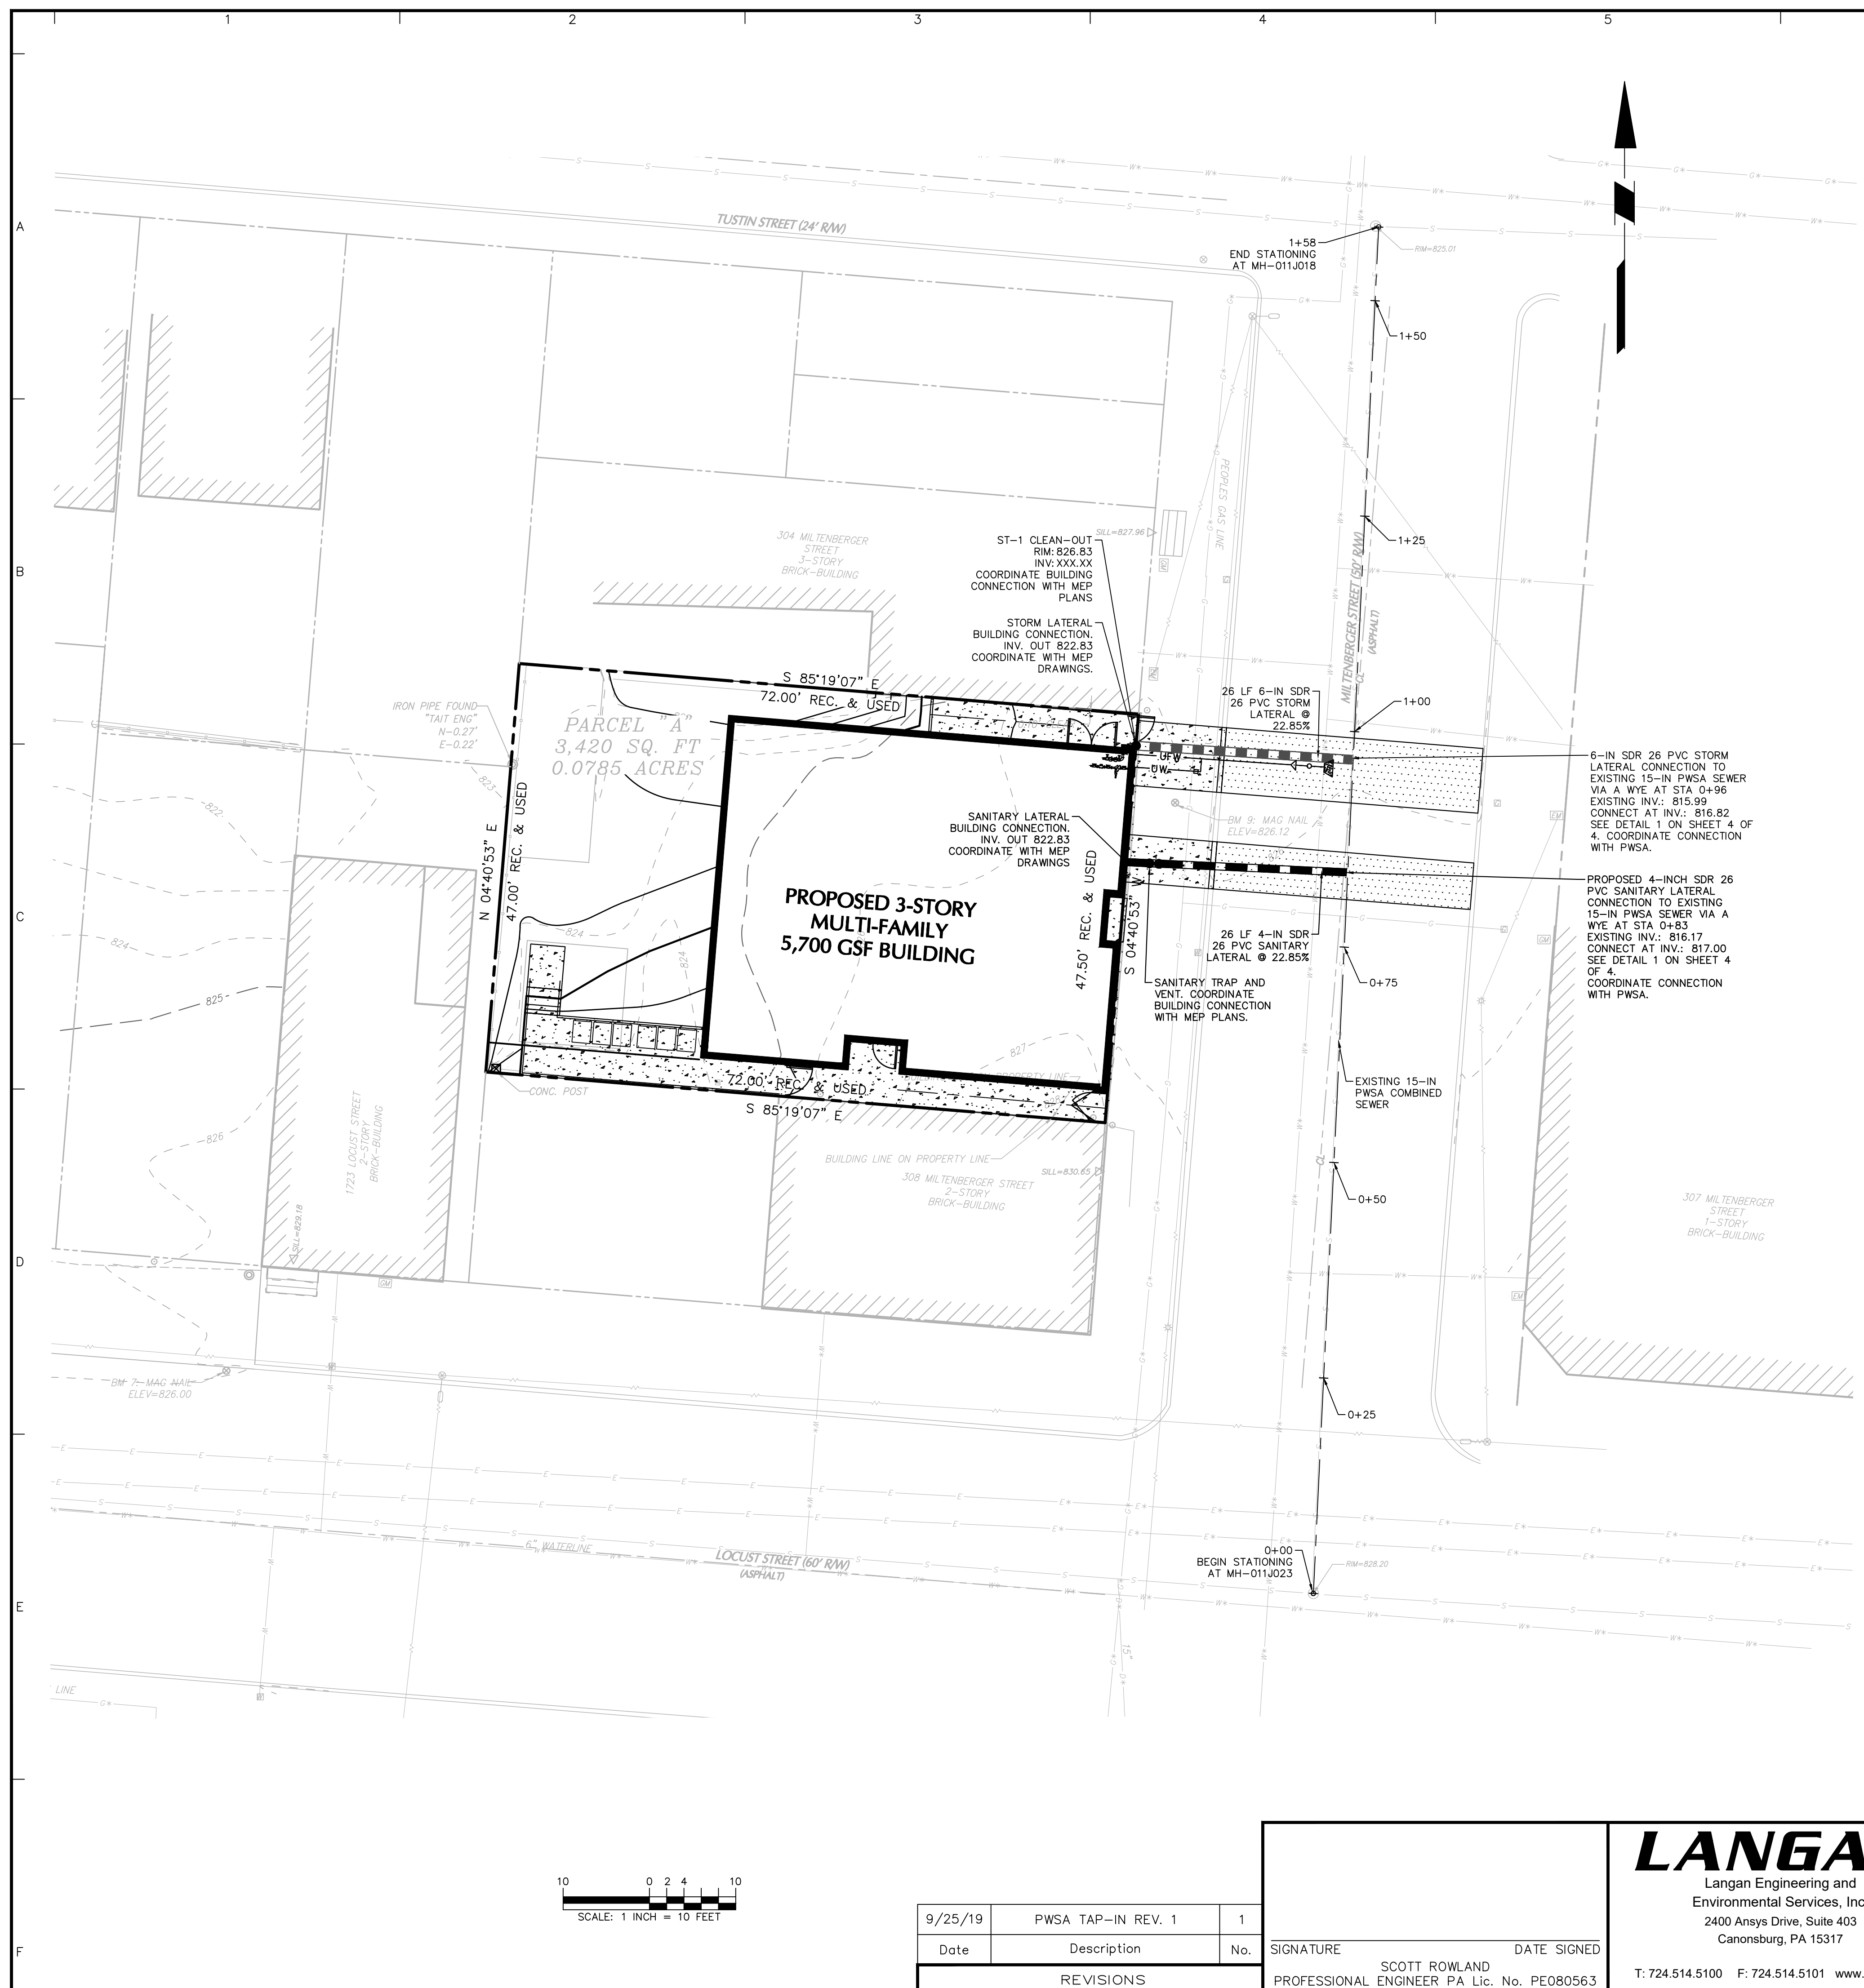 1
2
3
4
5
A
B
C
D
E
F
TUSTIN STREET (24' R/W)
1+58
END STATIONING
AT MH-011J018
RIM=825.01
1+50
1+25
1+00
PEOPLES GAS LINE
MILTENBERGER STREET (50' R/W)
(ASPHALT)
CL
SILL=827.96
304 MILTENBERGER
STREET
3-STORY
BRICK-BUILDING
ST-1 CLEAN-OUT
RIM: 826.83
INV: XXX.XX
COORDINATE BUILDING
CONNECTION WITH MEP
PLANS
STORM LATERAL
BUILDING CONNECTION.
INV. OUT 822.83
COORDINATE WITH MEP
DRAWINGS.
26 LF 6-IN SDR
26 PVC STORM
LATERAL @
22.85%
6-IN SDR 26 PVC STORM
LATERAL CONNECTION TO
EXISTING 15-IN PWSA SEWER
VIA A WYE AT STA 0+96
EXISTING INV.: 815.99
CONNECT AT INV.: 816.82
SEE DETAIL 1 ON SHEET 4 OF
4. COORDINATE CONNECTION
WITH PWSA.
S 85°19'07" E
72.00' REC. & USED
IRON PIPE FOUND
"TAIT ENG"
N-0.27'
E-0.22'
PARCEL "A"
3,420 SQ. FT
0.0785 ACRES
N 04°40'53" E
47.00' REC. & USED
UFW
UW
BM 9: MAG NAIL
ELEV=826.12
SANITARY LATERAL
BUILDING CONNECTION.
INV. OUT 822.83
COORDINATE WITH MEP
DRAWINGS
PROPOSED 3-STORY
MULTI-FAMILY
5,700 GSF BUILDING
47.50' REC. & USED
S 04°40'53" W
PROPOSED 4-INCH SDR 26
PVC SANITARY LATERAL
CONNECTION TO EXISTING
15-IN PWSA SEWER VIA A
WYE AT STA 0+83
EXISTING INV.: 816.17
CONNECT AT INV.: 817.00
SEE DETAIL 1 ON SHEET 4
OF 4.
COORDINATE CONNECTION
WITH PWSA.
26 LF 4-IN SDR
26 PVC SANITARY
LATERAL @ 22.85%
SANITARY TRAP AND
VENT. COORDINATE
BUILDING CONNECTION
WITH MEP PLANS.
0+75
822
823
824
824
824
825
826
827
EXISTING 15-IN
PWSA COMBINED
SEWER
CONC. POST
72.00' REC. & USED
S 85°19'07" E
PROPERTY LINE
BUILDING LINE ON PROPERTY LINE
SILL=830.65
308 MILTENBERGER STREET
2-STORY
BRICK-BUILDING
1723 LOCUST STREET
2-STORY
BRICK-BUILDING
SILL=829.18
GM
CL
0+50
307 MILTENBERGER
STREET
1-STORY
BRICK-BUILDING
EM
GM
EM
BM 7: MAG NAIL
ELEV=826.00
0+25
6" WATERLINE
LOCUST STREET (60' R/W)
(ASPHALT)
0+00
BEGIN STATIONING
AT MH-011J023
RIM=828.20
15"
LINE
10 0 2 4 10
SCALE: 1 INCH = 10 FEET
9/25/19 PWSA TAP-IN REV. 1 1
Date Description No.
REVISIONS
SIGNATURE DATE SIGNED
SCOTT ROWLAND
PROFESSIONAL ENGINEER PA Lic. No. PE080563
LANGA
Langan Engineering and
Environmental Services, Inc
2400 Ansys Drive, Suite 403
Canonsburg, PA 15317
T: 724.514.5100 F: 724.514.5101 www.